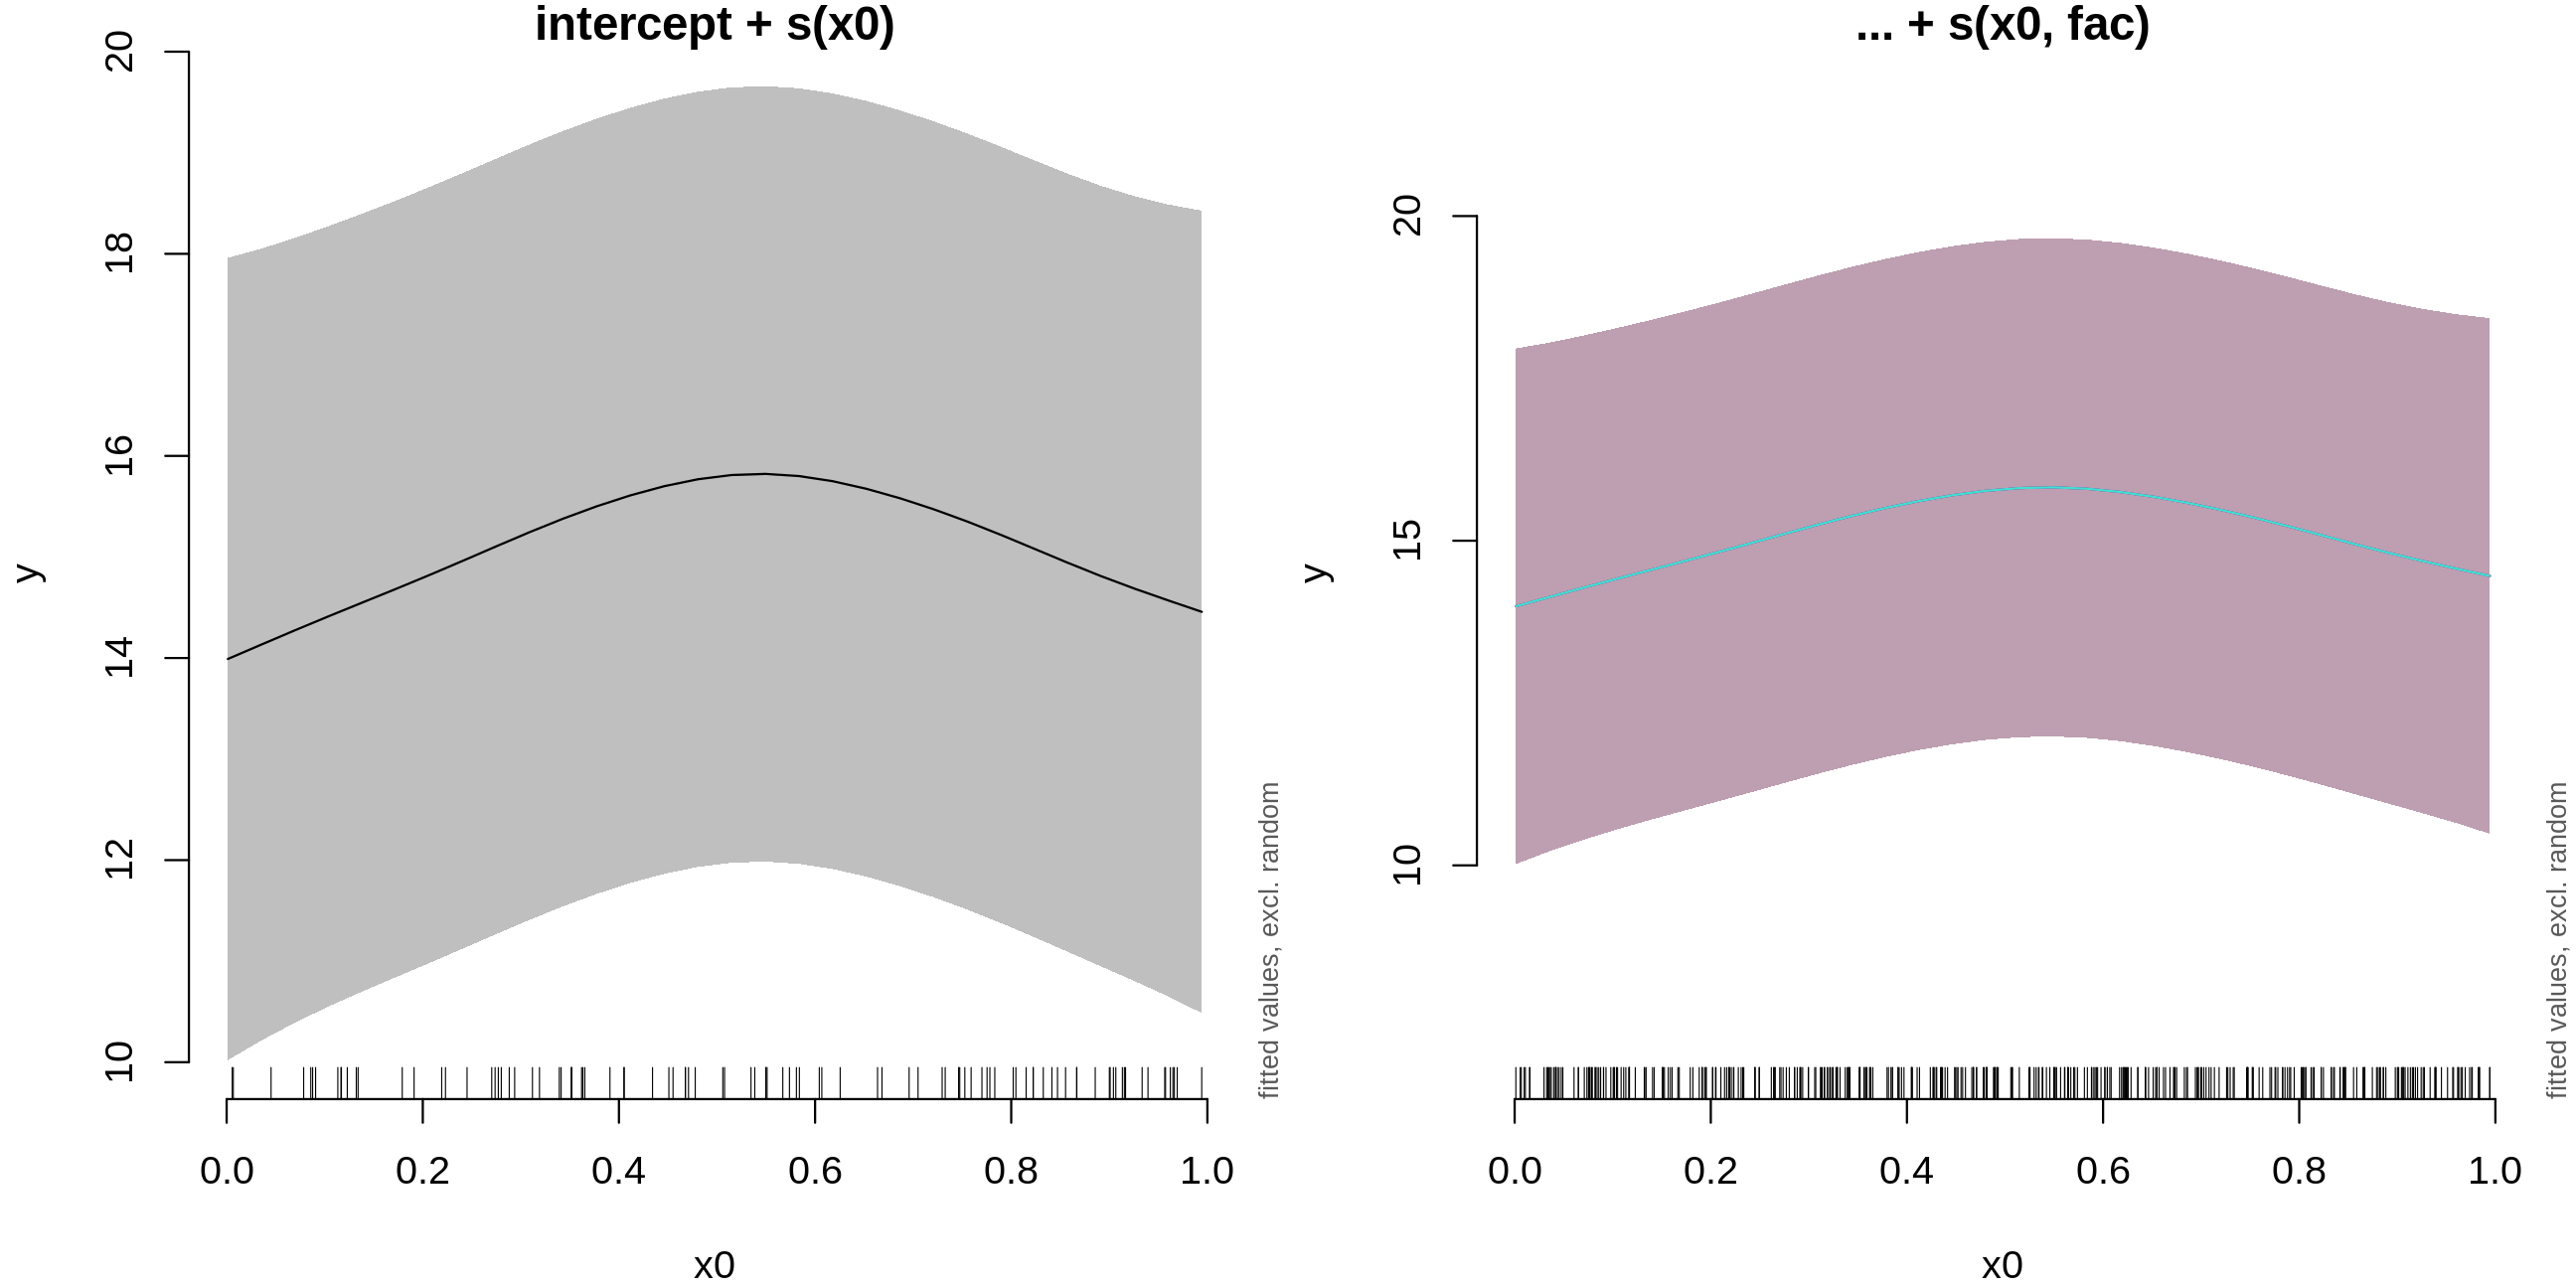 intercept + s(x0)
20
18
16
14
12
10
y
0.0 0.2 0.4 0.6 0.8 1.0
x0
fitted values, excl. random
... + s(x0, fac)
20
15
10
y
0.0 0.2 0.4 0.6 0.8 1.0
x0
fitted values, excl. random